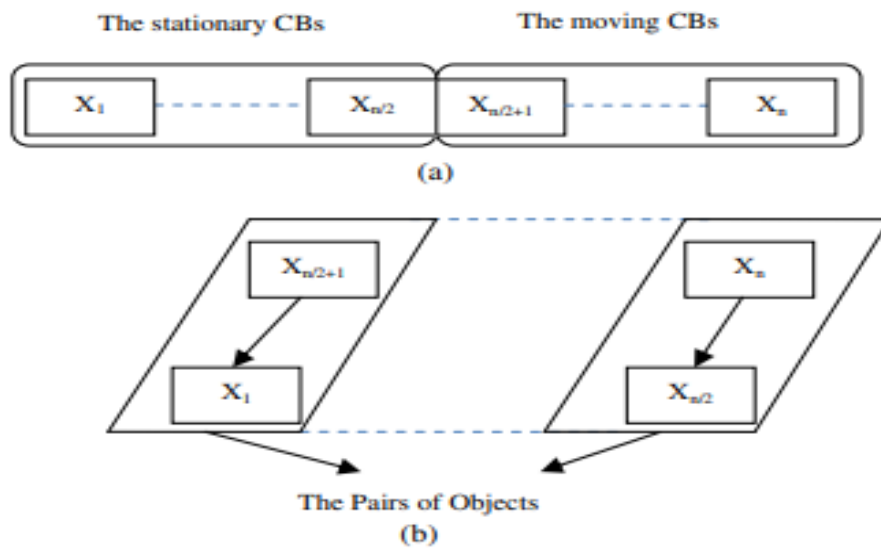 The stationary CBs The moving CBs
X₁ Xₙ/₂ Xₙ/₂₊₁ Xₙ
(a)
Xₙ/₂₊₁ Xₙ
X₁ Xₙ/₂
The Pairs of Objects
(b)